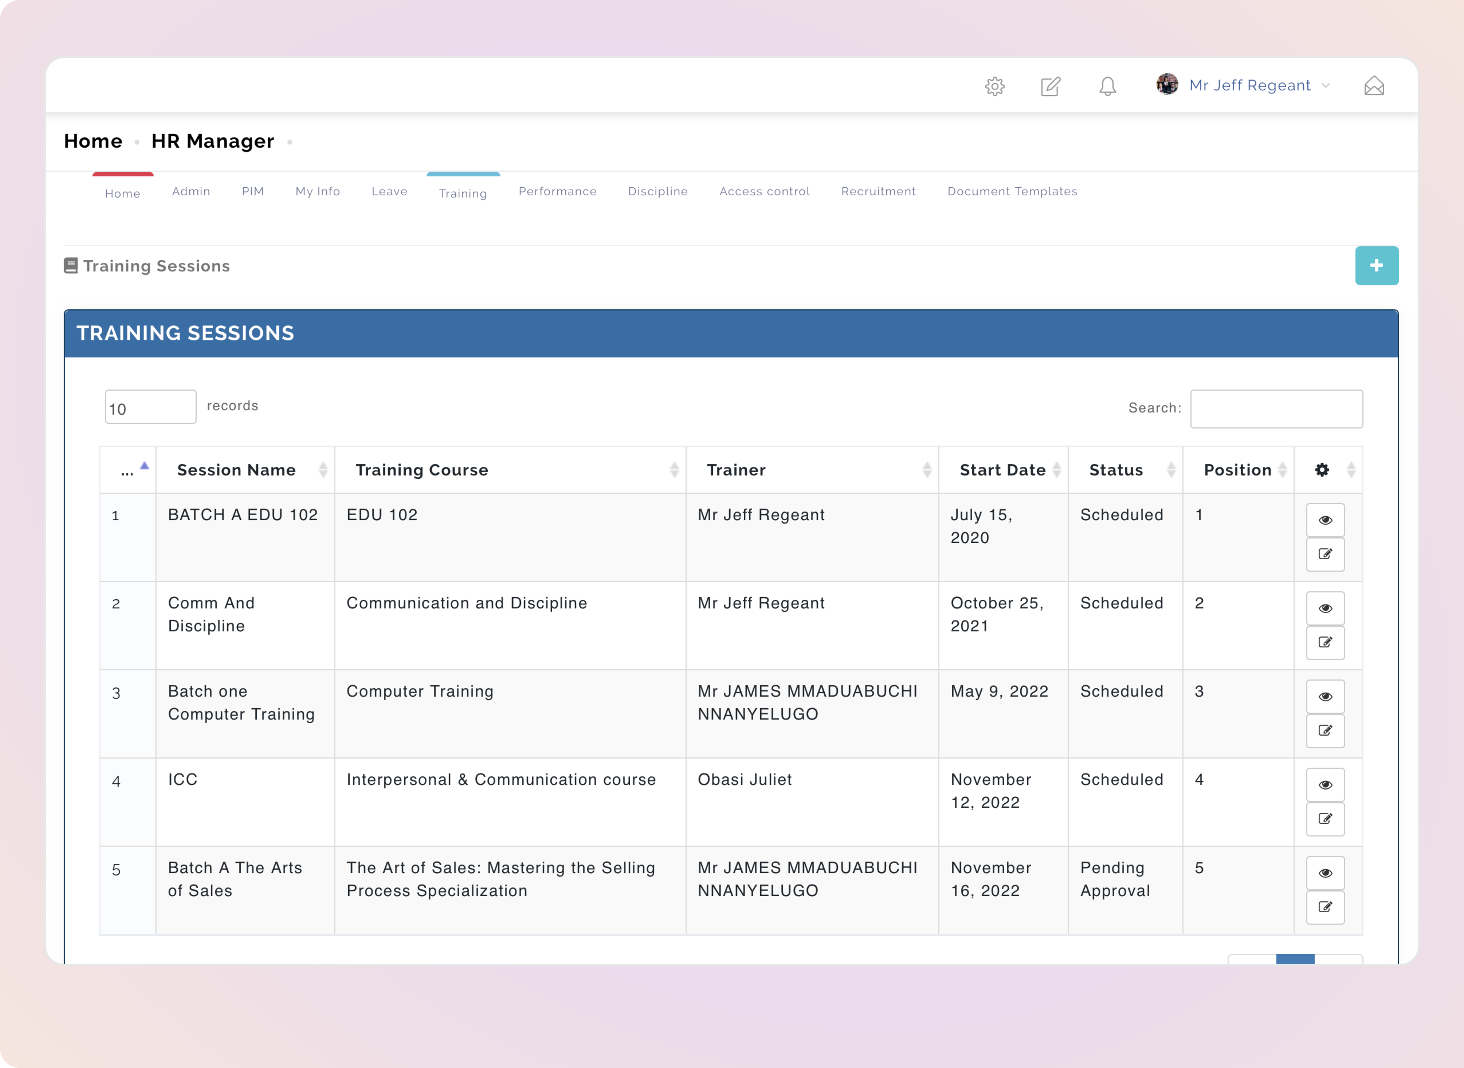 Mr Jeff Regeant
Home • HR Manager •
Home Admin PIM My Info Leave Training Performance Discipline Access control Recruitment Document Templates
Training Sessions
+
TRAINING SESSIONS
10 records Search:
... Session Name Training Course Trainer Start Date Status Position
1 BATCH A EDU 102 EDU 102 Mr Jeff Regeant July 15, Scheduled 1
2020
2 Comm And Communication and Discipline Mr Jeff Regeant October 25, Scheduled 2
Discipline 2021
3 Batch one Computer Training Mr JAMES MMADUABUCHI May 9, 2022 Scheduled 3
Computer Training NNANYELUGO
4 ICC Interpersonal & Communication course Obasi Juliet November Scheduled 4
12, 2022
5 Batch A The Arts The Art of Sales: Mastering the Selling Mr JAMES MMADUABUCHI November Pending 5
of Sales Process Specialization NNANYELUGO 16, 2022 Approval